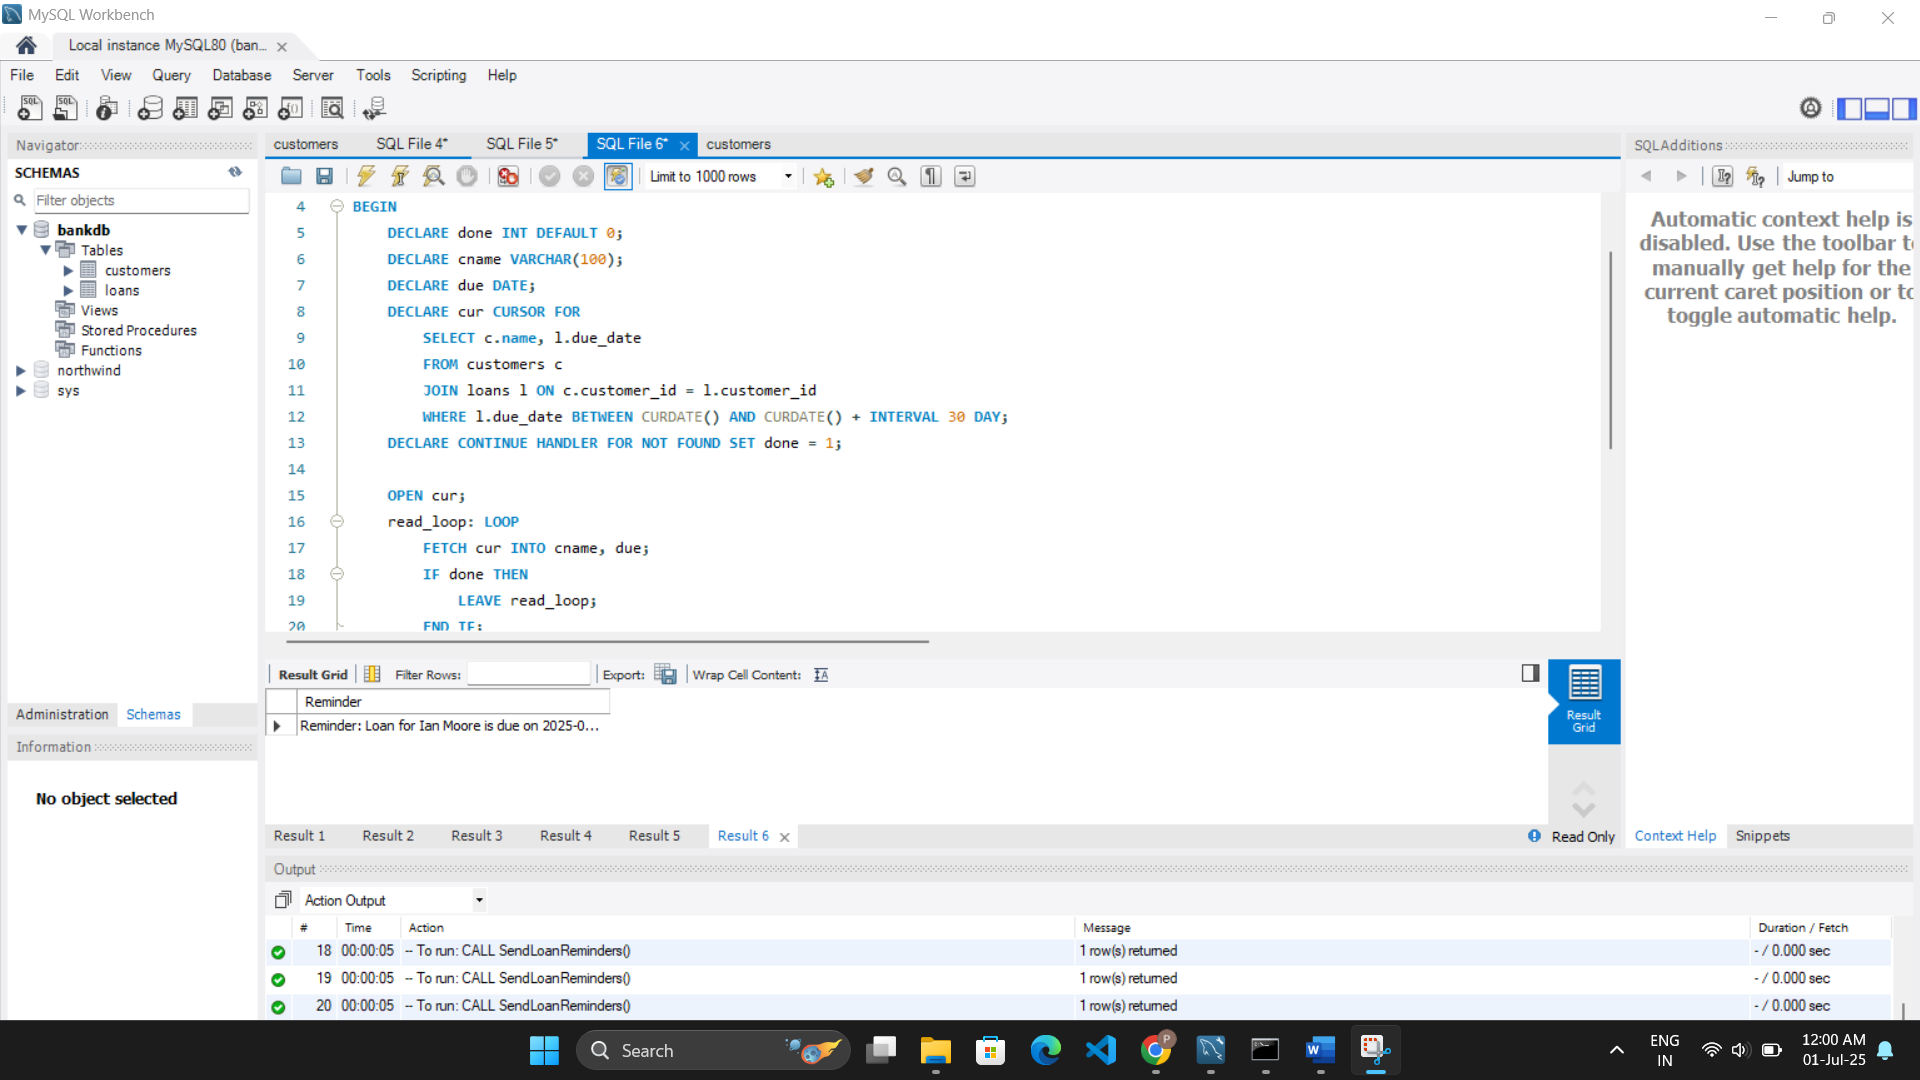 MySQL Workbench
Local instance MySQL80 (ban...
File Edit View Query Database Server Tools Scripting Help
Navigator
SCHEMAS
Filter objects
bankdb
Tables
customers
loans
Views
Stored Procedures
Functions
northwind
sys
Administration Schemas
Information
No object selected
customers SQL File 4* SQL File 5* SQL File 6* customers
Limit to 1000 rows
4 BEGIN
5 DECLARE done INT DEFAULT 0;
6 DECLARE cname VARCHAR(100);
7 DECLARE due DATE;
8 DECLARE cur CURSOR FOR
9 SELECT c.name, l.due_date
10 FROM customers c
11 JOIN loans l ON c.customer_id = l.customer_id
12 WHERE l.due_date BETWEEN CURDATE() AND CURDATE() + INTERVAL 30 DAY;
13 DECLARE CONTINUE HANDLER FOR NOT FOUND SET done = 1;
14
15 OPEN cur;
16 read_loop: LOOP
17 FETCH cur INTO cname, due;
18 IF done THEN
19 LEAVE read_loop;
20 END IF;
Result Grid Filter Rows: Export: Wrap Cell Content:
Reminder
Reminder: Loan for Ian Moore is due on 2025-0...
Result
Grid
Result 1 Result 2 Result 3 Result 4 Result 5 Result 6
Read Only
SQLAdditions
Jump to
Automatic context help is
disabled. Use the toolbar to
manually get help for the
current caret position or to
toggle automatic help.
Context Help Snippets
Output
Action Output
# Time Action Message Duration / Fetch
18 00:00:05 -- To run: CALL SendLoanReminders() 1 row(s) returned - / 0.000 sec
19 00:00:05 -- To run: CALL SendLoanReminders() 1 row(s) returned - / 0.000 sec
20 00:00:05 -- To run: CALL SendLoanReminders() 1 row(s) returned - / 0.000 sec
Search
ENG
IN
12:00 AM
01-Jul-25